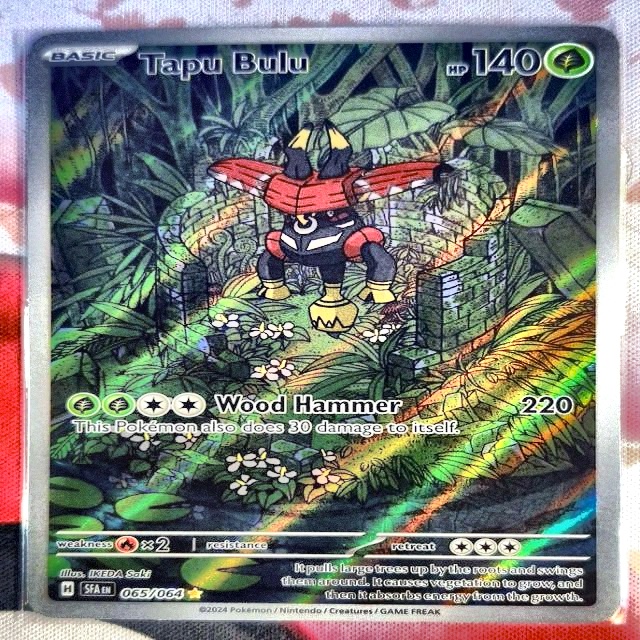 BASIC Tapu Bulu HP 140
Wood Hammer 220
This Pokémon also does 30 damage to itself.
weakness ×2 resistance retreat
Illus. IKEDA Saki
It pulls large trees up by the roots and swings
them around. It causes vegetation to grow, and
then it absorbs energy from the growth.
H SFA EN 065/064
©2024 Pokémon / Nintendo / Creatures / GAME FREAK